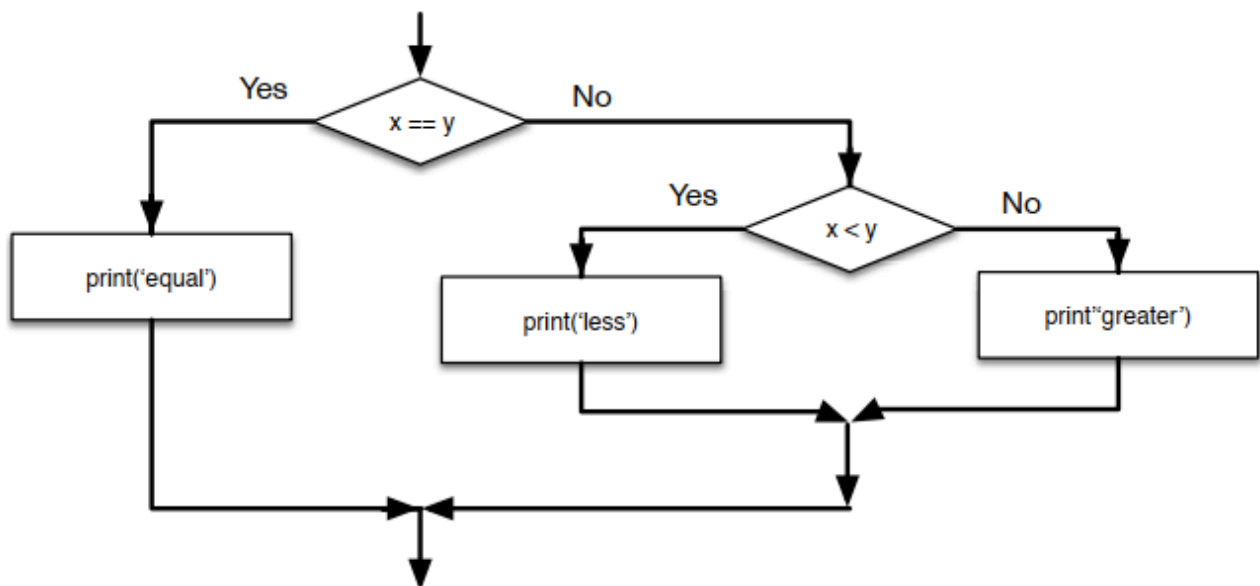 Yes
No
x == y
Yes
No
x < y
print(‘equal’)
print(‘less’)
print"‘greater’)